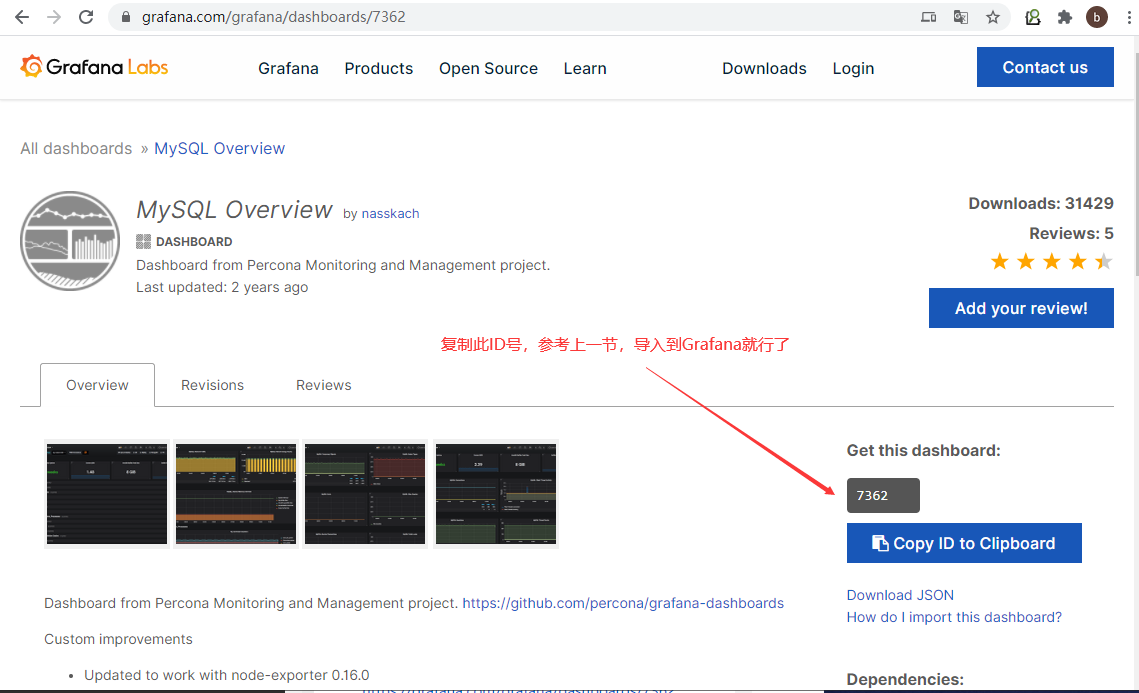 grafana.com/grafana/dashboards/7362
b
Grafana Labs
Grafana Products Open Source Learn Downloads Login Contact us
All dashboards » MySQL Overview
MySQL Overview by nasskach
DASHBOARD
Dashboard from Percona Monitoring and Management project.
Last updated: 2 years ago
Downloads: 31429
Reviews: 5
Add your review!
复制此ID号，参考上一节，导入到Grafana就行了
Overview Revisions Reviews
Get this dashboard:
7362
Copy ID to Clipboard
Download JSON
How do I import this dashboard?
Dashboard from Percona Monitoring and Management project. https://github.com/percona/grafana-dashboards
Custom improvements
• Updated to work with node-exporter 0.16.0
Dependencies: